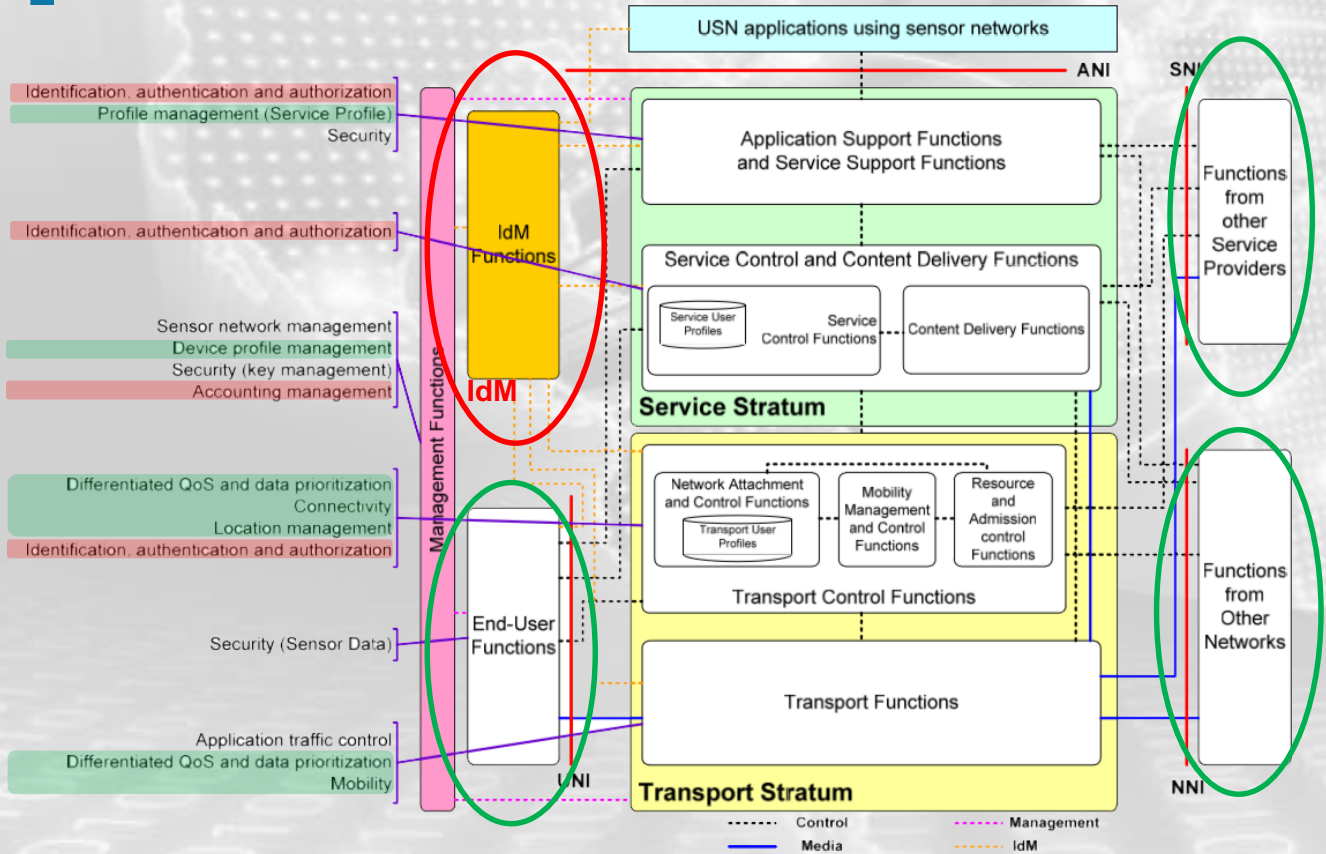 USN applications using sensor networks
ANI
SNI
Identification, authentication and authorization
Profile management (Service Profile)
Security
Identification, authentication and authorization
Sensor network management
Device profile management
Security (key management)
Accounting management
Differentiated QoS and data prioritization
Connectivity
Location management
Identification, authentication and authorization
Security (Sensor Data)
Application traffic control
Differentiated QoS and data prioritization
Mobility
Management Functions
IdM
Functions
IdM
End-User
Functions
UNI
Application Support Functions
and Service Support Functions
Service Control and Content Delivery Functions
Service User
Profiles
Service
Control Functions
Content Delivery Functions
Service Stratum
Network Attachment
and Control Functions
Transport User
Profiles
Mobility
Management
and Control
Functions
Resource
and
Admission
control
Functions
Transport Control Functions
Transport Functions
Transport Stratum
Functions
from
other
Service
Providers
Functions
from
Other
Networks
NNI
Control
Management
Media
IdM